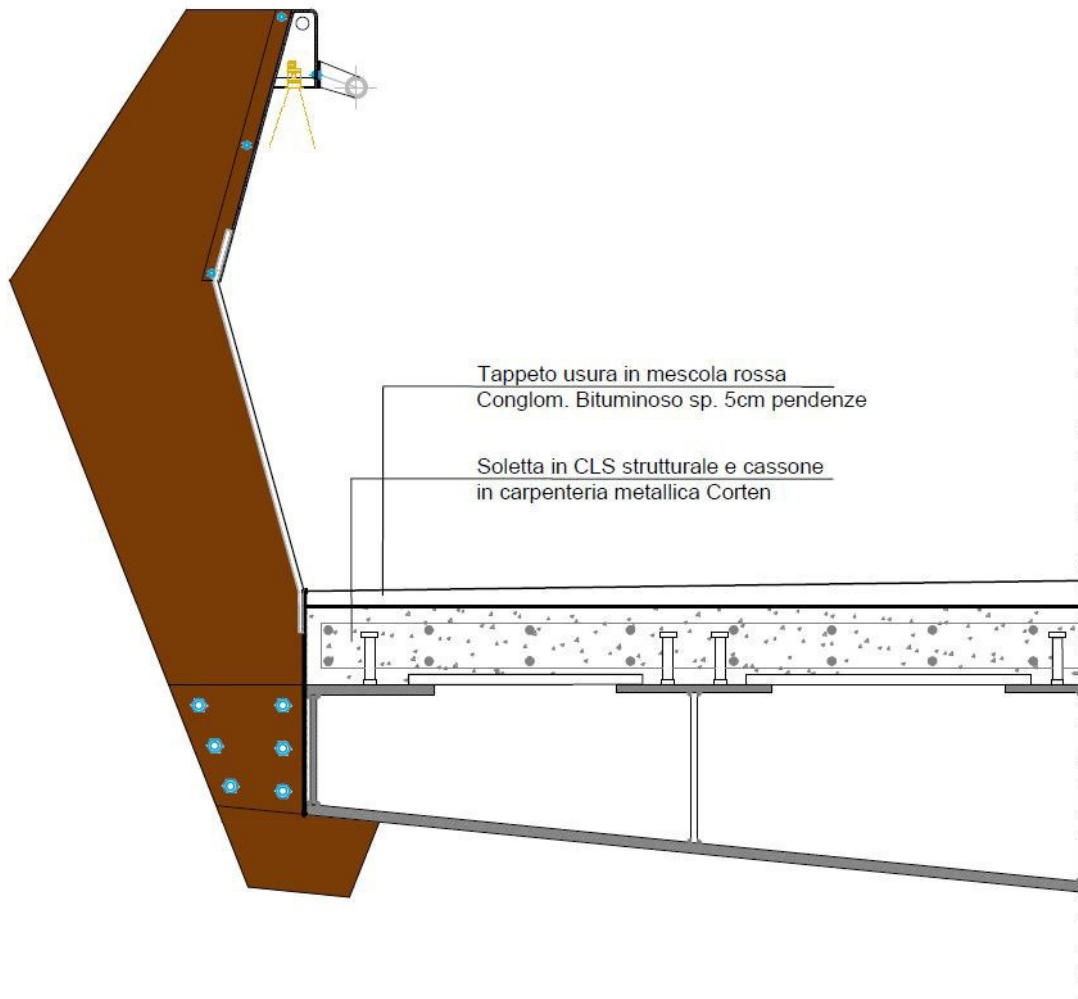 Tappeto usura in mescola rossa
Conglom. Bituminoso sp. 5cm pendenze
Soletta in CLS strutturale e cassone
in carpenteria metallica Corten